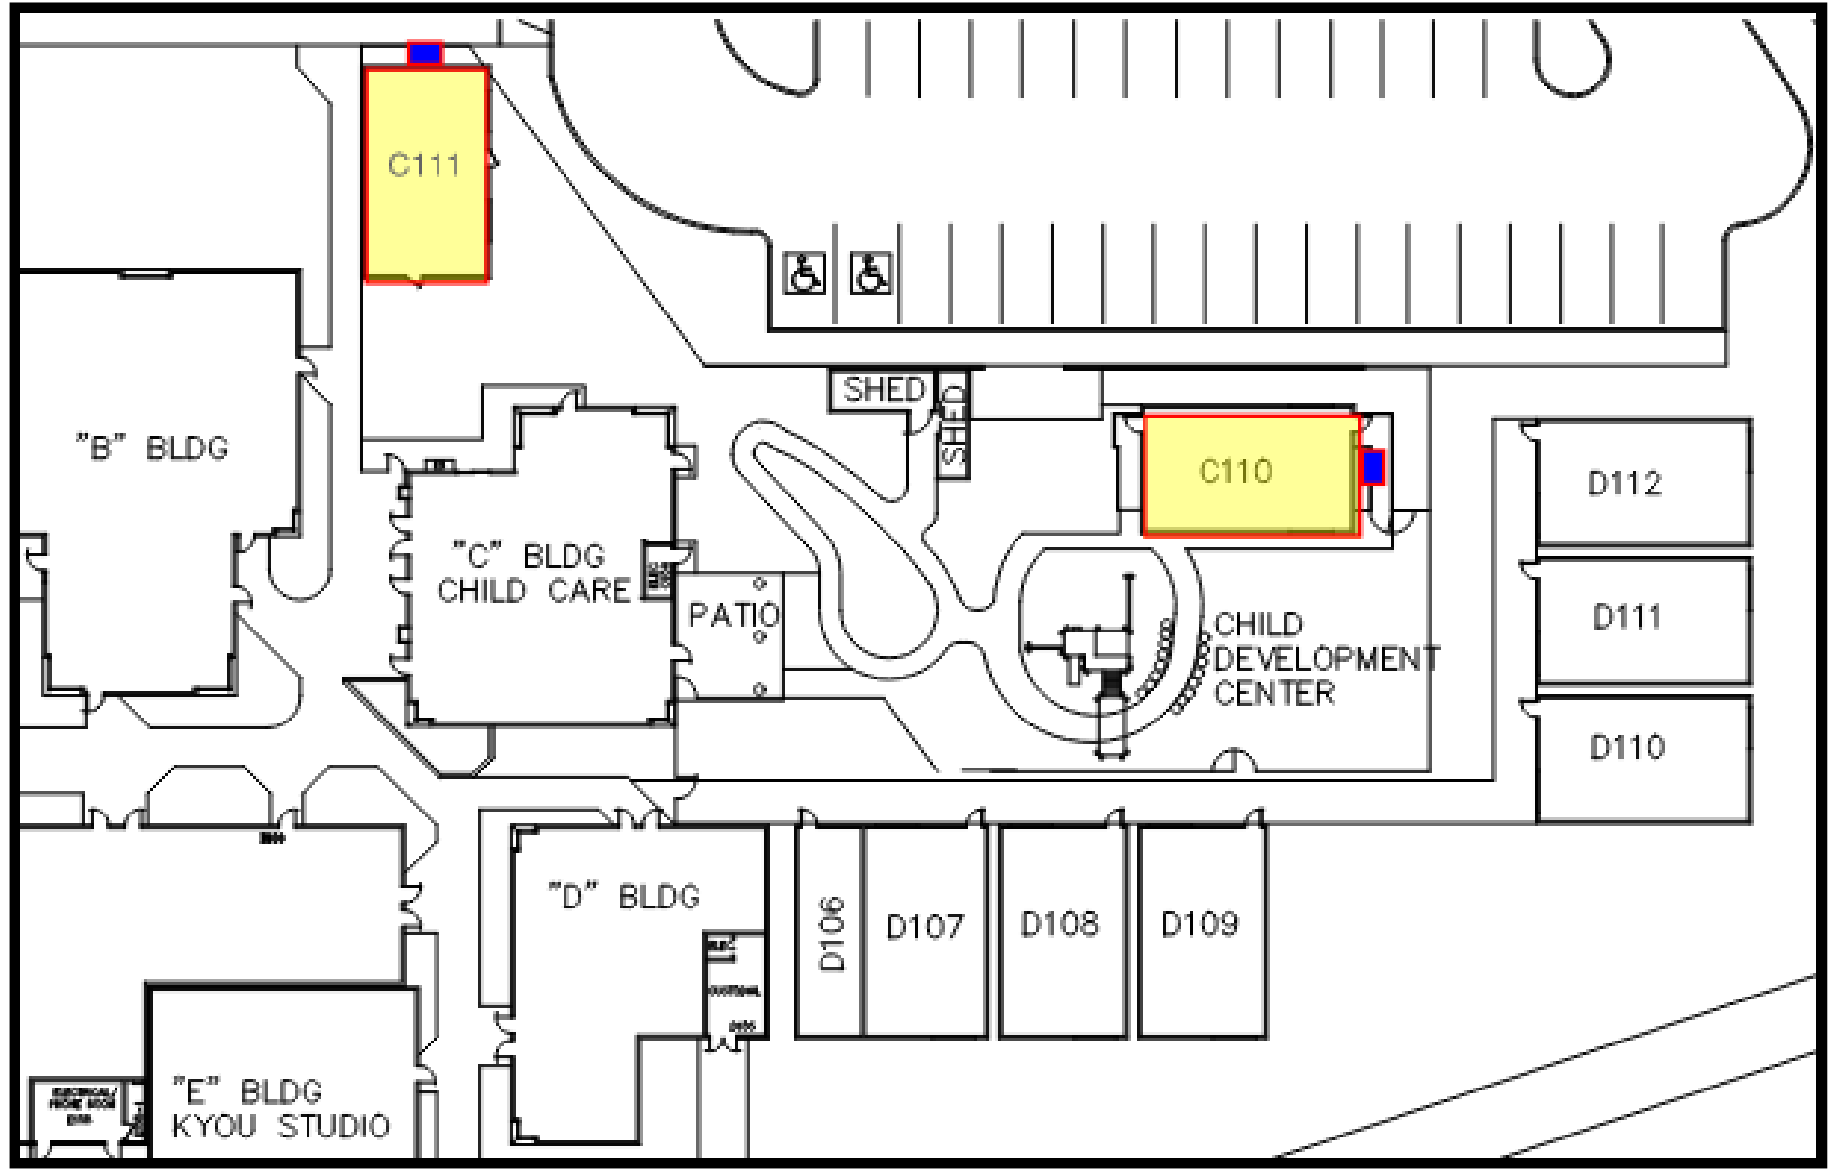 C111
SHED
SHED
"B" BLDG
C110
D112
"C" BLDG
CHILD CARE
PATIO
D111
CHILD
DEVELOPMENT
CENTER
D110
"D" BLDG
D106
D107
D108
D109
"E" BLDG
KYOU STUDIO